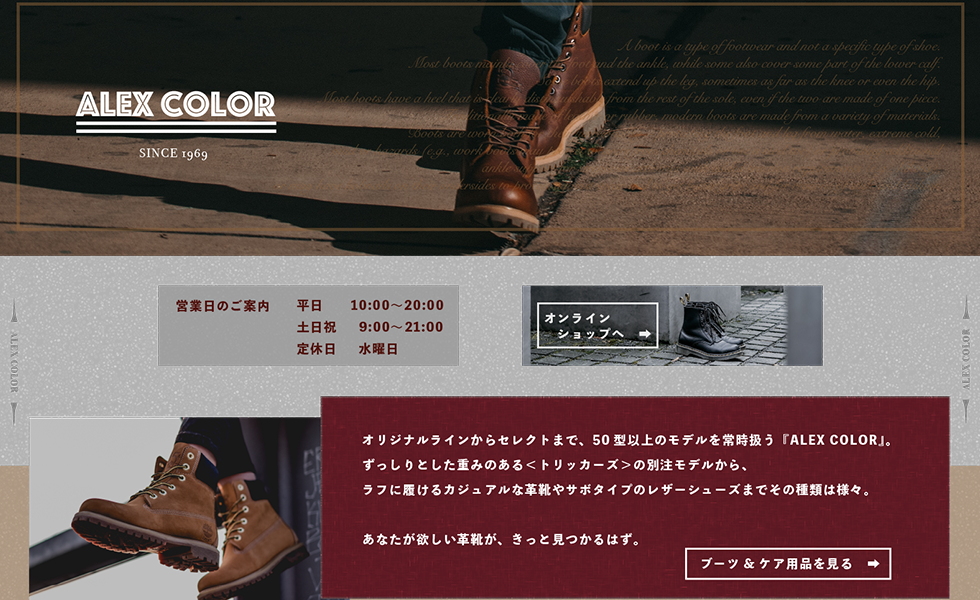 A boot is a type of footwear and not a specific type of shoe.
Most boots and the ankle, while some also cover some part of the lower calf.
extend up the leg, sometimes as far as the knee or even the hip.
Most boots have a heel that is from the rest of the sole, even if the two are made of one piece.
rubber, modern boots are made from a variety of materials.
Boots are
ALEX COLOR
SINCE 1969
営業日のご案内 平日 10:00〜20:00
土日祝 9:00〜21:00
定休日 水曜日
オンライン
ショップへ ➡
ALEX COLOR
ALEX COLOR
オリジナルラインからセレクトまで、50型以上のモデルを常時扱う『ALEX COLOR』。
ずっしりとした重みのある＜トリッカーズ＞の別注モデルから、
ラフに履けるカジュアルな革靴やサボタイプのレザーシューズまでその種類は様々。
あなたが欲しい革靴が、きっと見つかるはず。
ブーツ & ケア用品を見る ➡